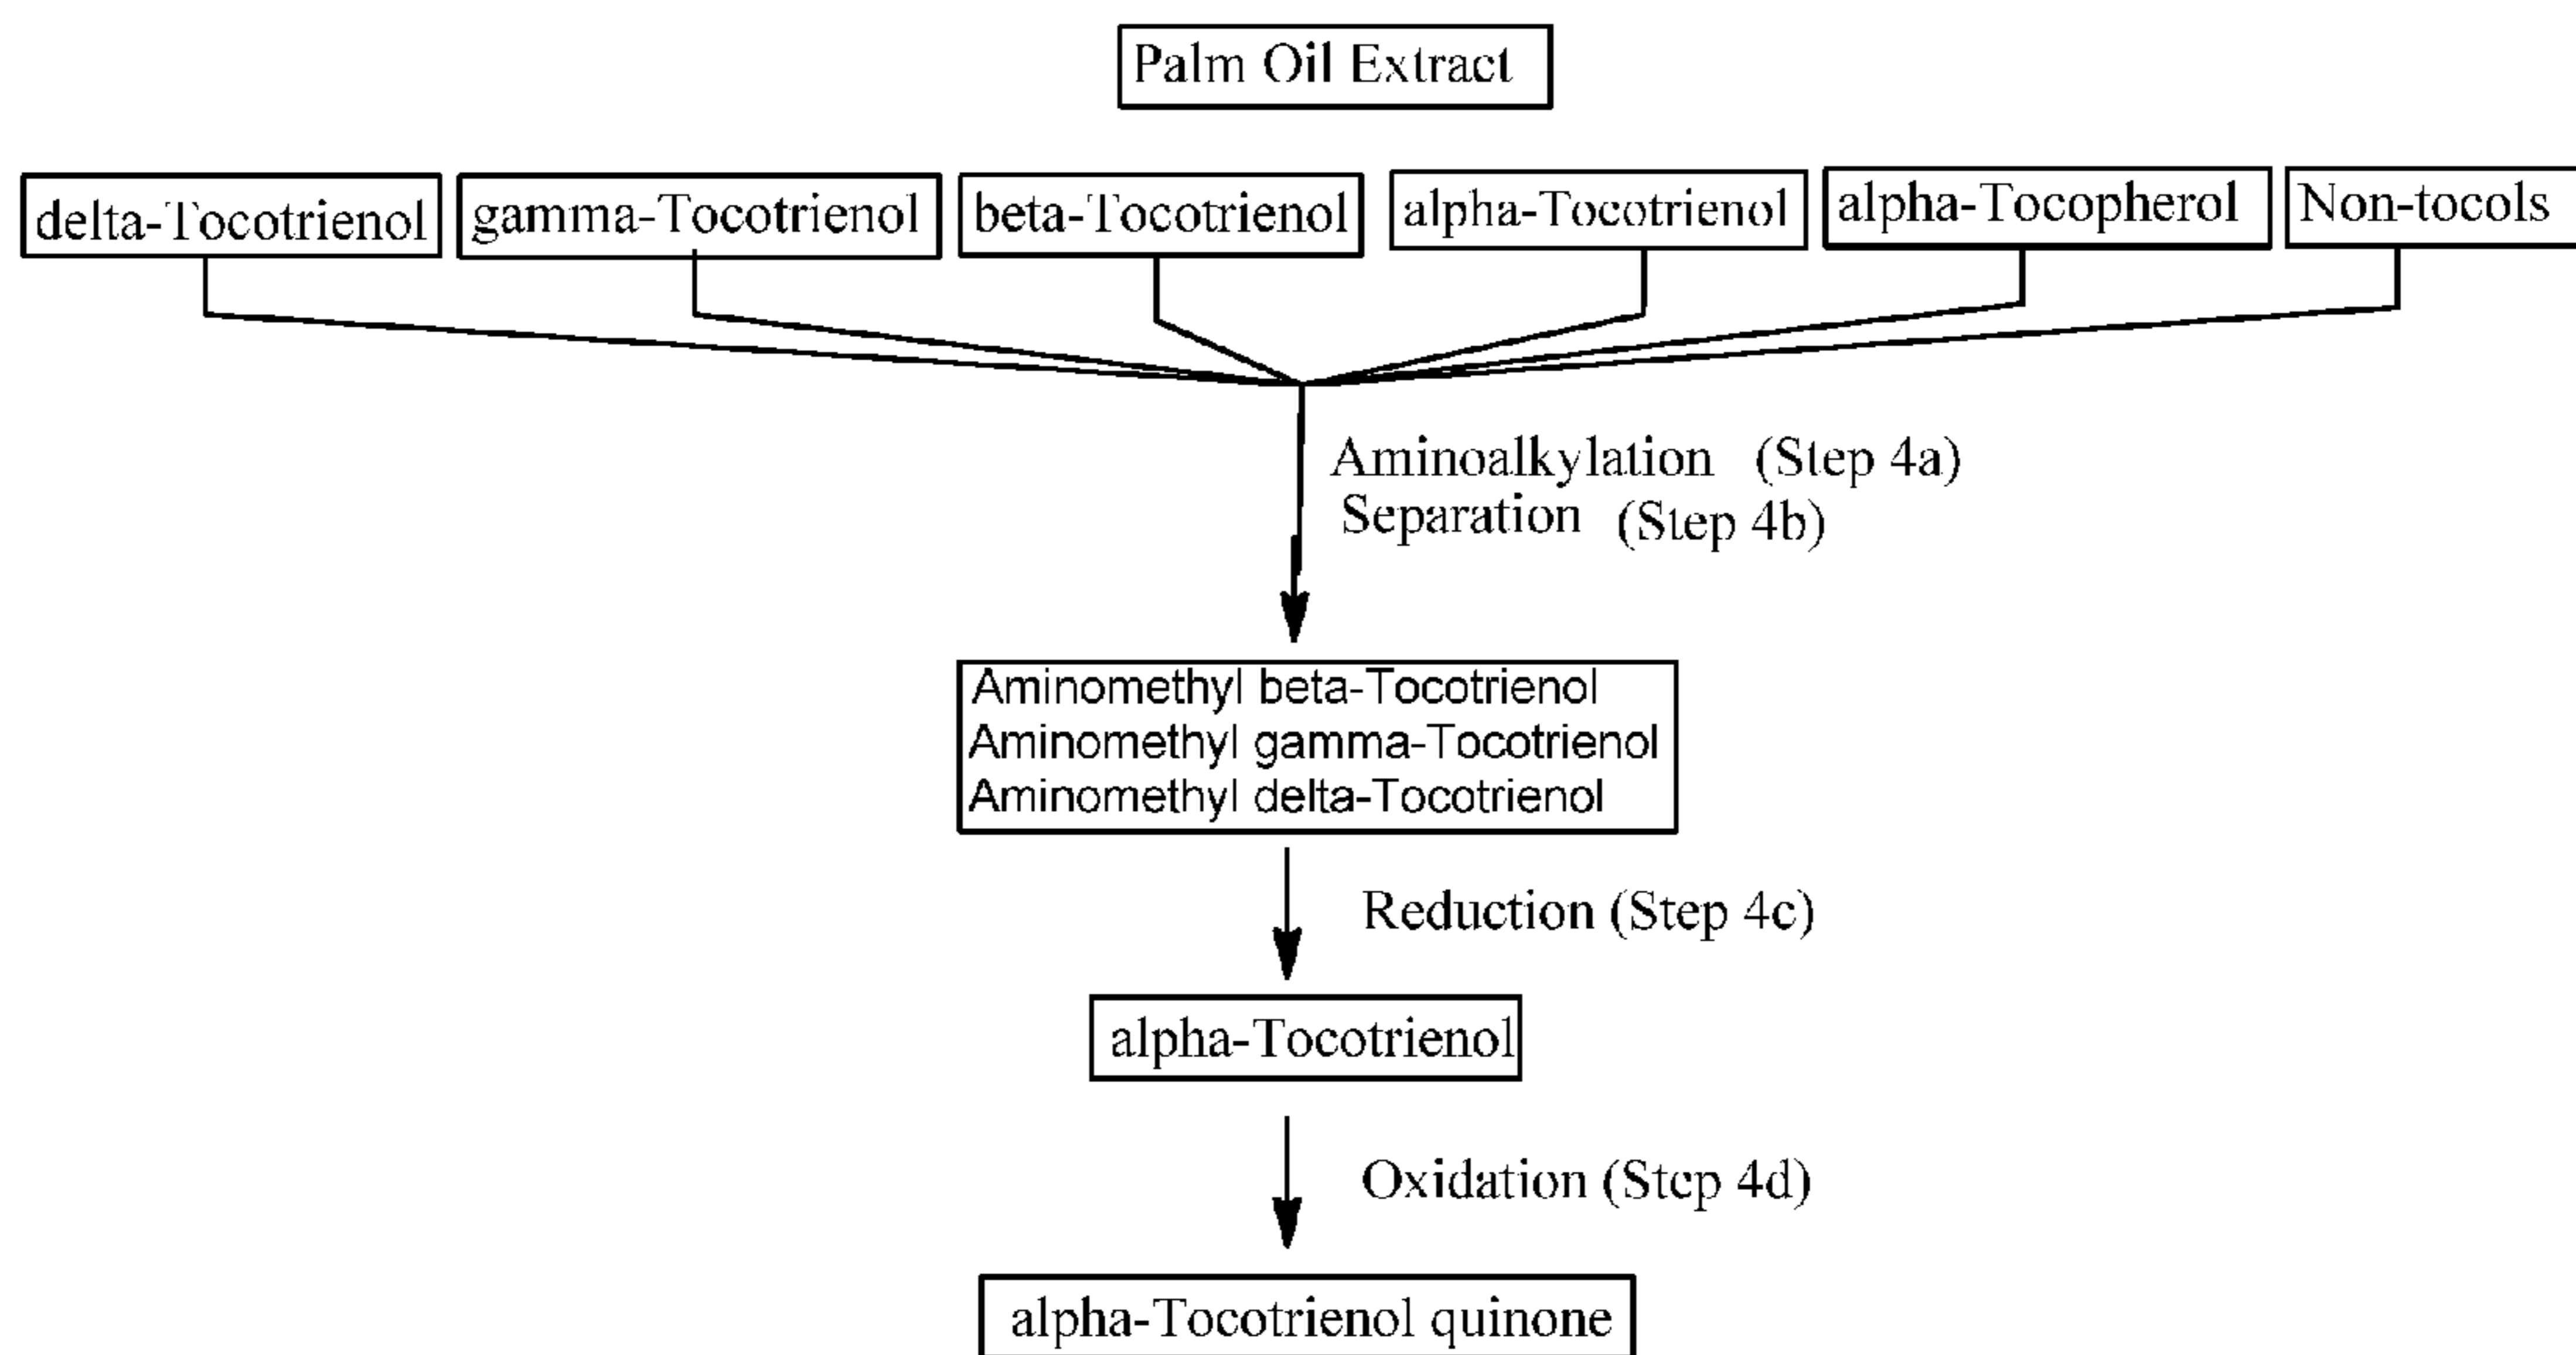 Palm Oil Extract
delta-Tocotrienol
gamma-Tocotrienol
beta-Tocotrienol
alpha-Tocotrienol
alpha-Tocopherol
Non-tocols
Aminoalkylation (Step 4a)
Separation (Step 4b)
Aminomethyl beta-Tocotrienol
Aminomethyl gamma-Tocotrienol
Aminomethyl delta-Tocotrienol
Reduction (Step 4c)
alpha-Tocotrienol
Oxidation (Step 4d)
alpha-Tocotrienol quinone